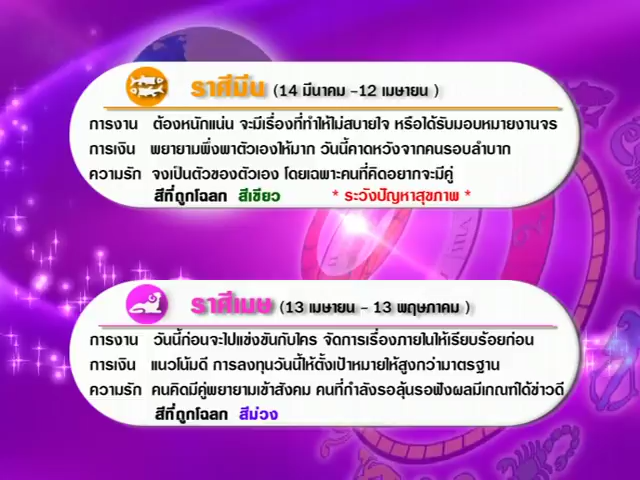 ราศีมีน (14 มีนาคม -12 เมษายน )
การงาน ต้องหนักแน่น จะมีเรื่องที่ทำให้ไม่สบายใจ หรือได้รับมอบหมายงานจร
การเงิน พยายามพึ่งพาตัวเองให้มาก วันนี้คาดหวังจากคนรอบลำบาก
ความรัก จงเป็นตัวของตัวเอง โดยเฉพาะคนที่คิดอยากจะมีคู่
สีที่ถูกโฉลก สีเขียว * ระวังปัญหาสุขภาพ *
ราศีเมษ (13 เมษายน - 13 พฤษภาคม )
การงาน วันนี้ก่อนจะไปแข่งขันกับใคร จัดการเรื่องภายในให้เรียบร้อยก่อน
การเงิน แนวโน้มดี การลงทุนวันนี้ให้ตั้งเป้าหมายให้สูงกว่ามาตรฐาน
ความรัก คนคิดมีคู่พยายามเข้าสังคม คนที่กำลังรอลุ้นรอฟังผลมีเกณฑ์ได้ข่าวดี
สีที่ถูกโฉลก สีม่วง